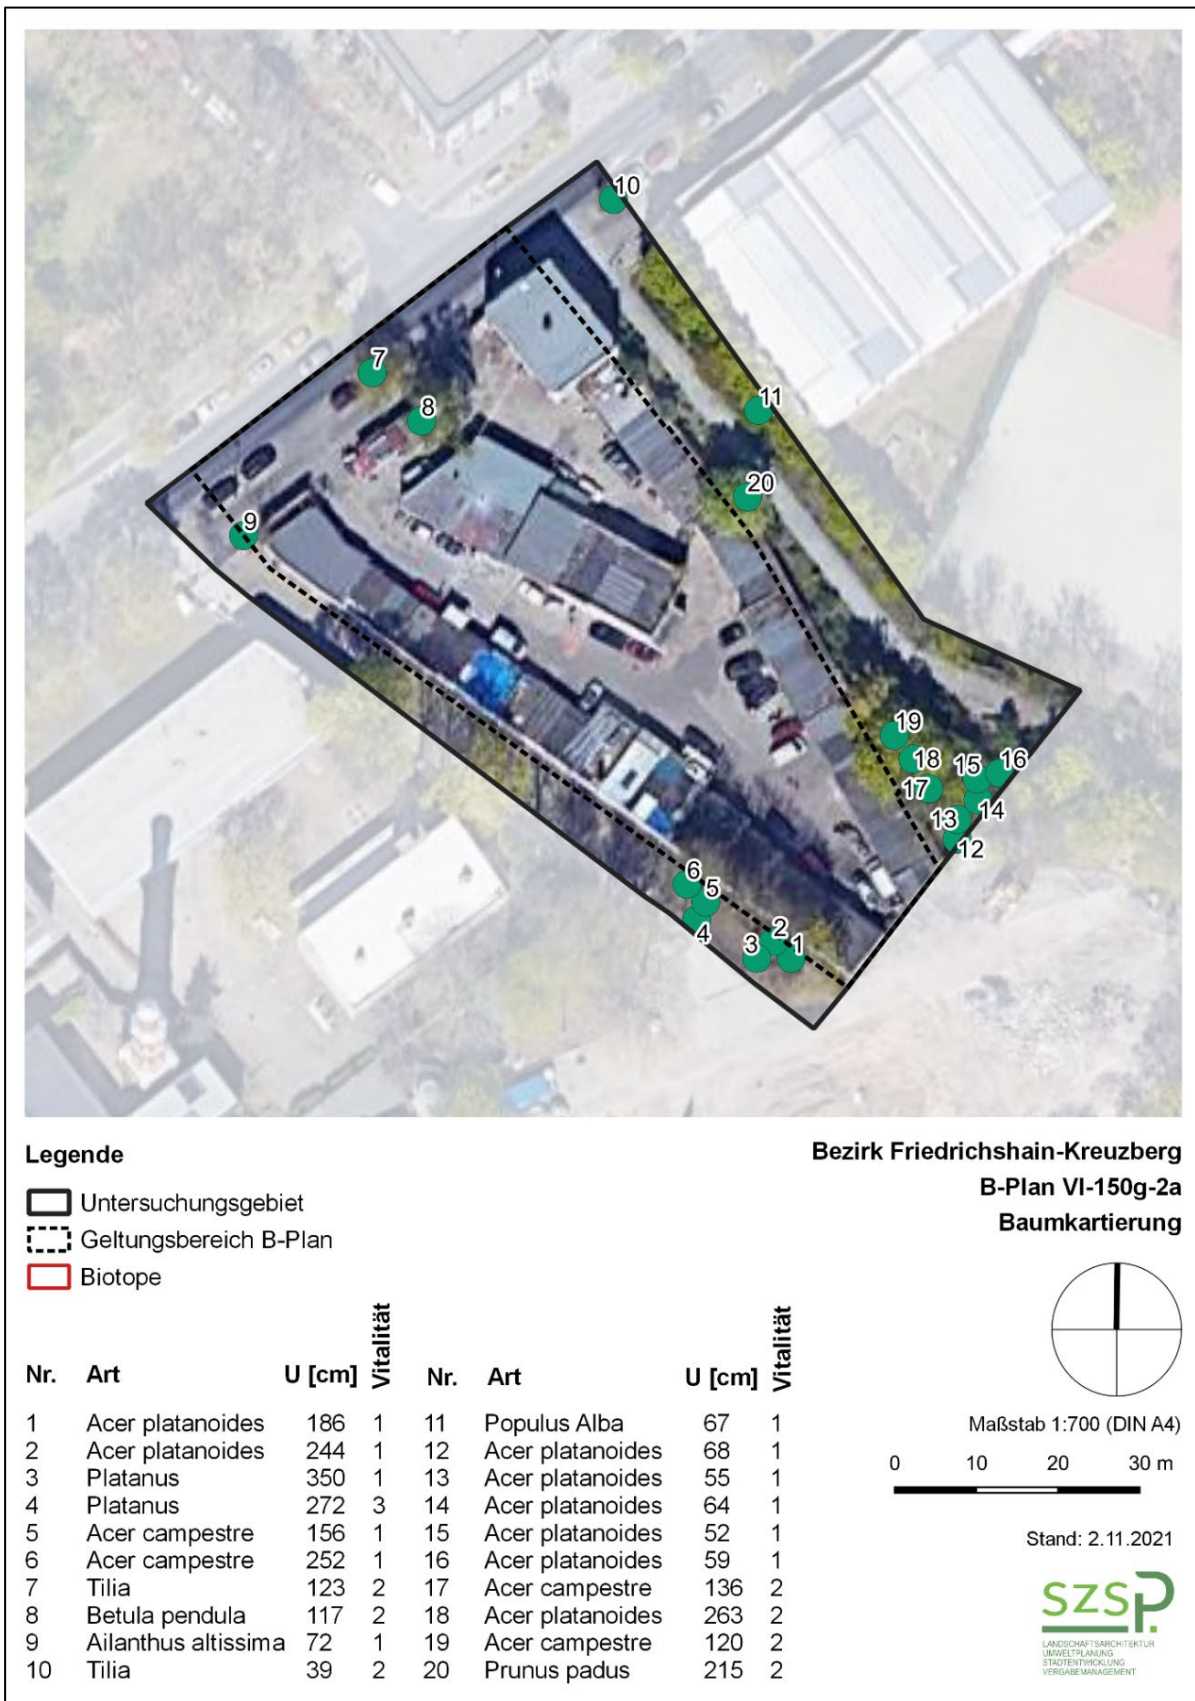 10
7
11
8
20
9
19
18
15
16
17
14
13
12
6
5
4
2
3
1
Legende
Untersuchungsgebiet
Geltungsbereich B-Plan
Biotope
Bezirk Friedrichshain-Kreuzberg
B-Plan VI-150g-2a
Baumkartierung
Nr. Art U [cm] Vitalität Nr. Art U [cm] Vitalität
1 Acer platanoides 186 1 11 Populus Alba 67 1
2 Acer platanoides 244 1 12 Acer platanoides 68 1
3 Platanus 350 1 13 Acer platanoides 55 1
4 Platanus 272 3 14 Acer platanoides 64 1
5 Acer campestre 156 1 15 Acer platanoides 52 1
6 Acer campestre 252 1 16 Acer platanoides 59 1
7 Tilia 123 2 17 Acer campestre 136 2
8 Betula pendula 117 2 18 Acer platanoides 263 2
9 Ailanthus altissima 72 1 19 Acer campestre 120 2
10 Tilia 39 2 20 Prunus padus 215 2
Maßstab 1:700 (DIN A4)
0 10 20 30 m
Stand: 2.11.2021
SZSP
LANDSCHAFTSARCHITEKTUR
UMWELTPLANUNG
STADTENTWICKLUNG
VERGABEMANAGEMENT